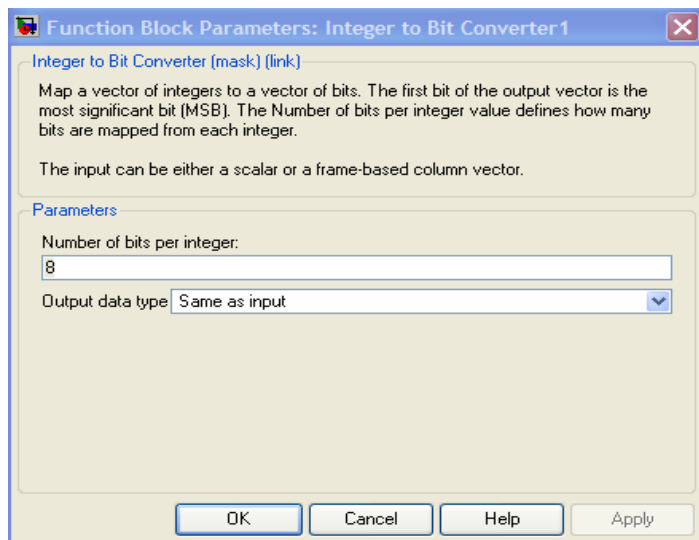 Function Block Parameters: Integer to Bit Converter1
Integer to Bit Converter (mask) (link)
Map a vector of integers to a vector of bits. The first bit of the output vector is the
most significant bit (MSB). The Number of bits per integer value defines how many
bits are mapped from each integer.
The input can be either a scalar or a frame-based column vector.
Parameters
Number of bits per integer:
8
Output data type Same as input
OK Cancel Help Apply